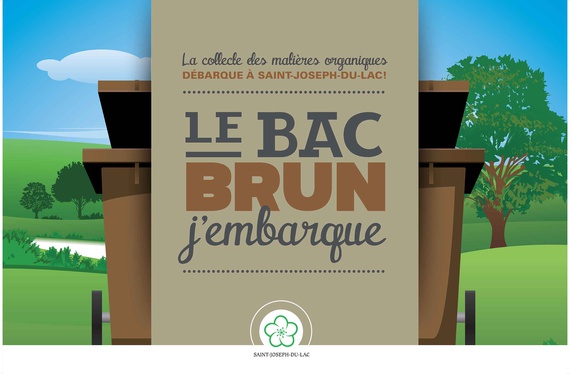 La collecte des matières organiques
DÉBARQUE À SAINT-JOSEPH-DU-LAC!
LE BAC
BRUN
j'embarque
SAINT-JOSEPH-DU-LAC